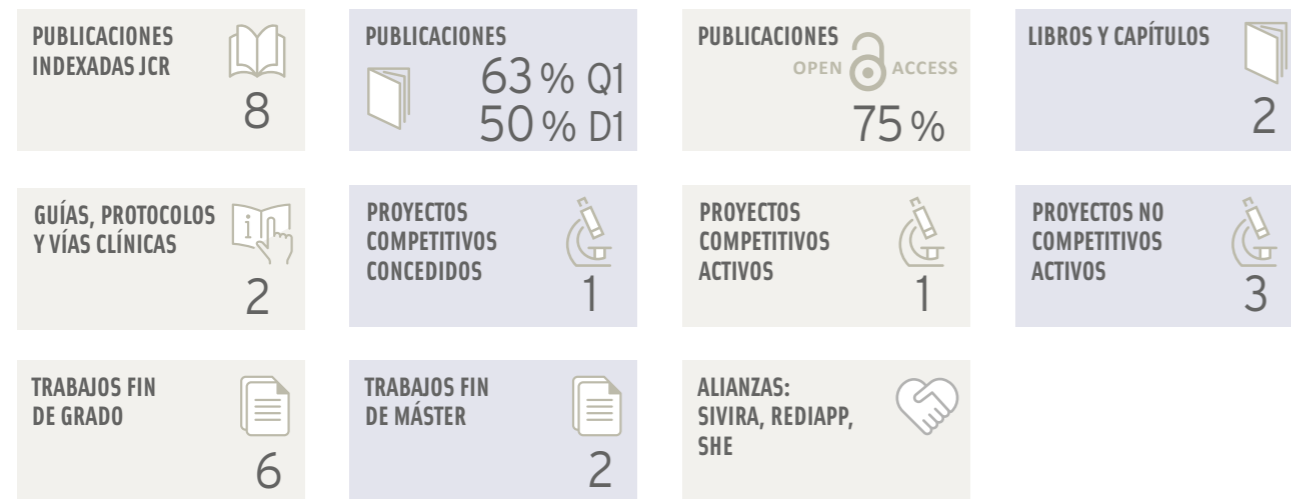 PUBLICACIONES
INDEXADAS JCR
8
PUBLICACIONES
63 % Q1
50 % D1
PUBLICACIONES
OPEN ACCESS
75 %
LIBROS Y CAPÍTULOS
2
GUÍAS, PROTOCOLOS
Y VÍAS CLÍNICAS
i
2
PROYECTOS
COMPETITIVOS
CONCEDIDOS
1
PROYECTOS
COMPETITIVOS
ACTIVOS
1
PROYECTOS NO
COMPETITIVOS
ACTIVOS
3
TRABAJOS FIN
DE GRADO
6
TRABAJOS FIN
DE MÁSTER
2
ALIANZAS:
SIVIRA, REDIAPP,
SHE